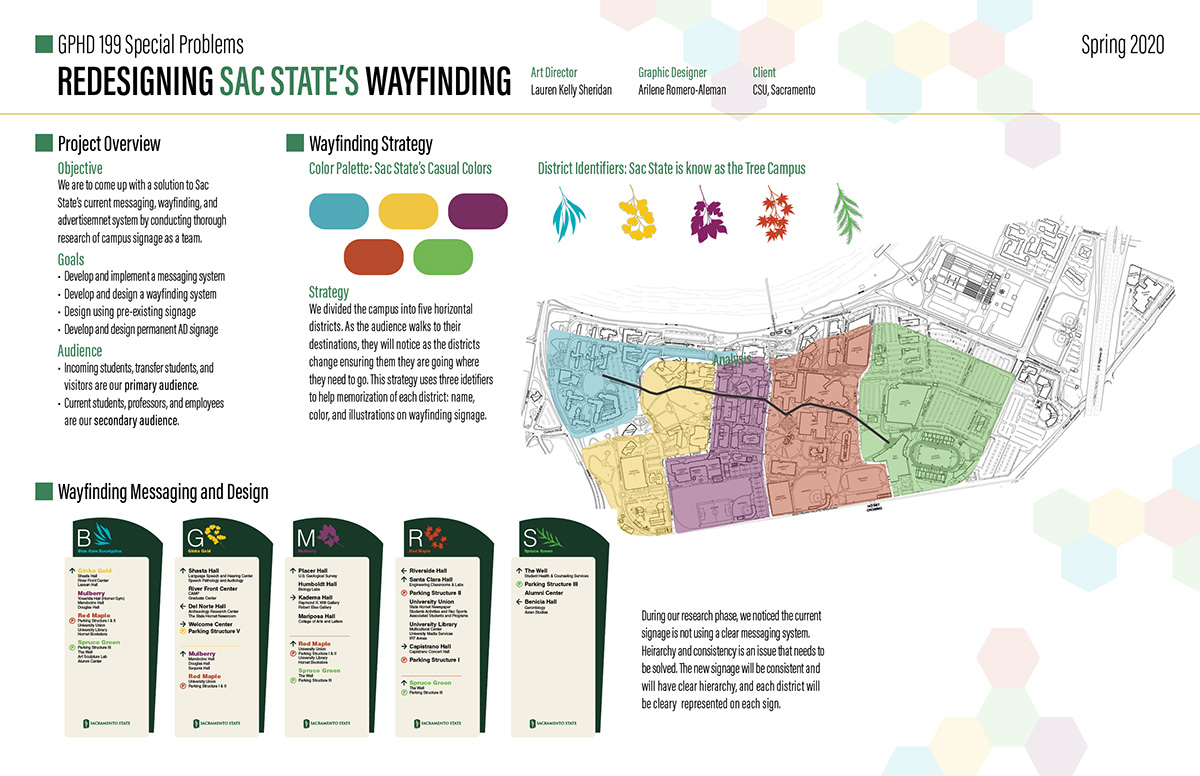 GPHD 199 Special Problems
REDESIGNING SAC STATE'S WAYFINDING
Art Director
Lauren Kelly Sheridan
Graphic Designer
Arilene Romero-Aleman
Client
CSU, Sacramento
Spring 2020
Project Overview
Objective
We are to come up with a solution to Sac
State's current messaging, wayfinding, and
advertisemnet system by conducting thorough
research of campus signage as a team.
Goals
· Develop and implement a messaging system
· Develop and design a wayfinding system
· Design using pre-existing signage
· Develop and design permanent AD signage
Audience
· Incoming students, transfer students, and
visitors are our primary audience.
· Current students, professors, and employees
are our secondary audience.
Wayfinding Strategy
Color Palette: Sac State's Casual Colors
Strategy
We divided the campus into five horizontal
districts. As the audience walks to their
destinations, they will notice as the districts
change ensuring them they are going where
they need to go. This strategy uses three idetifiers
to help memorization of each district: name,
color, and illustrations on wayfinding signage.
District Identifiers: Sac State is know as the Tree Campus
Analysis
Wayfinding Messaging and Design
B
Blue Gum Eucalyptus
Ginko Gold
Shasta Hall
River Front Center
Lassen Hall
Mulberry
Yosemite Hall (Hornet Gym)
Mendocino Hall
Douglas Hall
Red Maple
P Parking Structure I & II
University Union
University Library
Hornet Bookstore
Spruce Green
P Parking Structure III
The Well
Art Sculpture Lab
Alumni Center
SACRAMENTO STATE
G
Ginko Gold
Shasta Hall
Language Speech and Hearing Center
Speech Pathology and Audiology
River Front Center
CAMP
Graduate Center
Del Norte Hall
Archaeology Research Center
The State Hornet Newsroom
Welcome Center
P Parking Structure V
Mulberry
Mendocino Hall
Douglas Hall
Sequoia Hall
Red Maple
University Union
P Parking Structure I & II
SACRAMENTO STATE
M
Mulberry
Placer Hall
U.S. Geological Survey
Humboldt Hall
Biology Labs
Kadema Hall
Raymond R. Witt Gallery
Robert Else Gallery
Mariposa Hall
College of Arts and Letters
Red Maple
University Union
P Parking Structure I & II
University Library
Hornet Bookstore
Spruce Green
The Well
P Parking Structure III
SACRAMENTO STATE
R
Red Maple
Riverside Hall
Santa Clara Hall
Engineering Classrooms & Labs
P Parking Structure II
University Union
State Hornet Newspaper
Students Activities and Rec Sports
Associated Students and Programs
University Library
Multicultural Center
University Media Services
IRT Annex
Capistrano Hall
Capistrano Concert Hall
P Parking Structure I
Spruce Green
The Well
P Parking Structure III
SACRAMENTO STATE
S
Spruce Green
The Well
Student Health & Counseling Services
P Parking Structure III
Alumni Center
Benicia Hall
Gerontology
Asian Studies
SACRAMENTO STATE
During our research phase, we noticed the current
signage is not using a clear messaging system.
Heirarchy and consistency is an issue that needs to
be solved. The new signage will be consistent and
will have clear hierarchy, and each district will
be cleary represented on each sign.